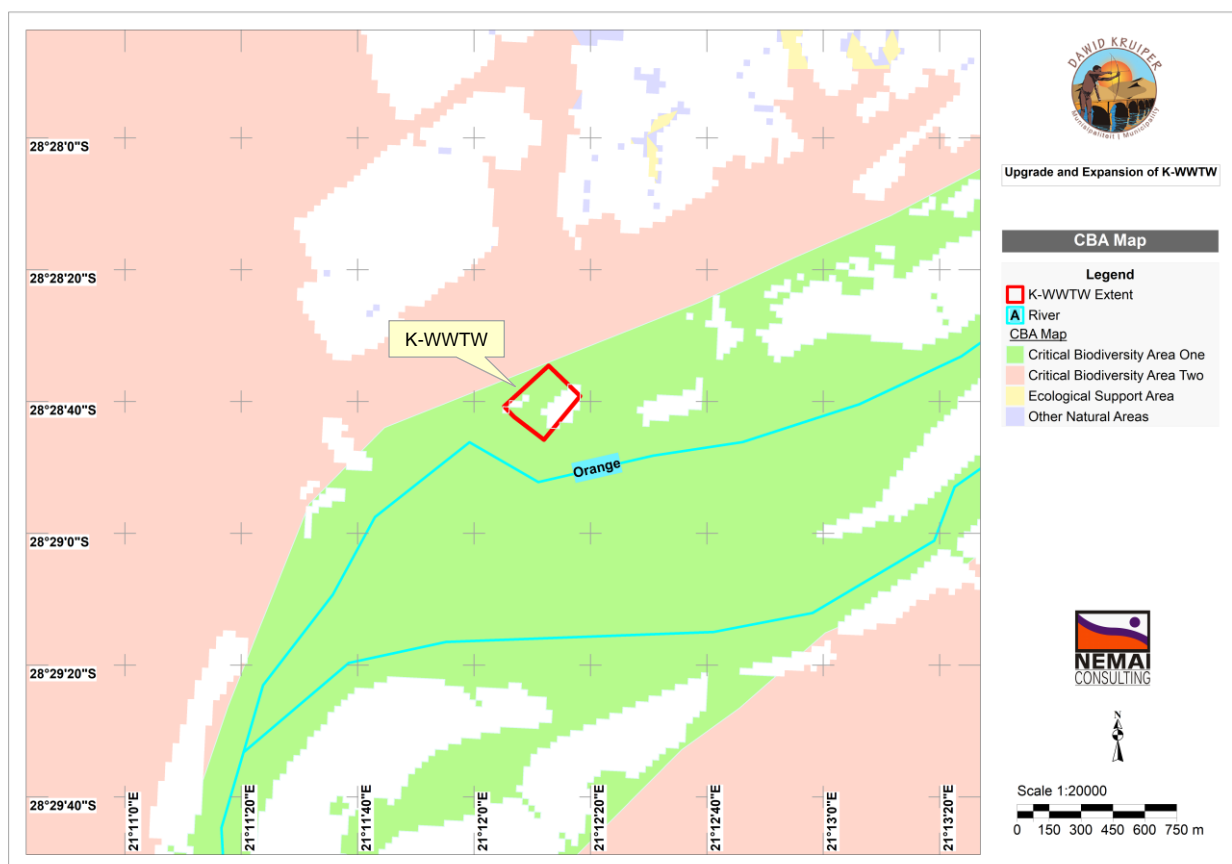 28°28'0"S
28°28'20"S
28°28'40"S
28°29'0"S
28°29'20"S
28°29'40"S
21°11'0"E
21°11'20"E
21°11'40"E
21°12'0"E
21°12'20"E
21°12'40"E
21°13'0"E
21°13'20"E
K-WWTW
Orange
DAWID KRUIPER
Munisipaliteit | Municipality
Upgrade and Expansion of K-WWTW
CBA Map
Legend
K-WWTW Extent
A River
CBA Map
Critical Biodiversity Area One
Critical Biodiversity Area Two
Ecological Support Area
Other Natural Areas
NEMAI
CONSULTING
N
Scale 1:20000
0 150 300 450 600 750 m